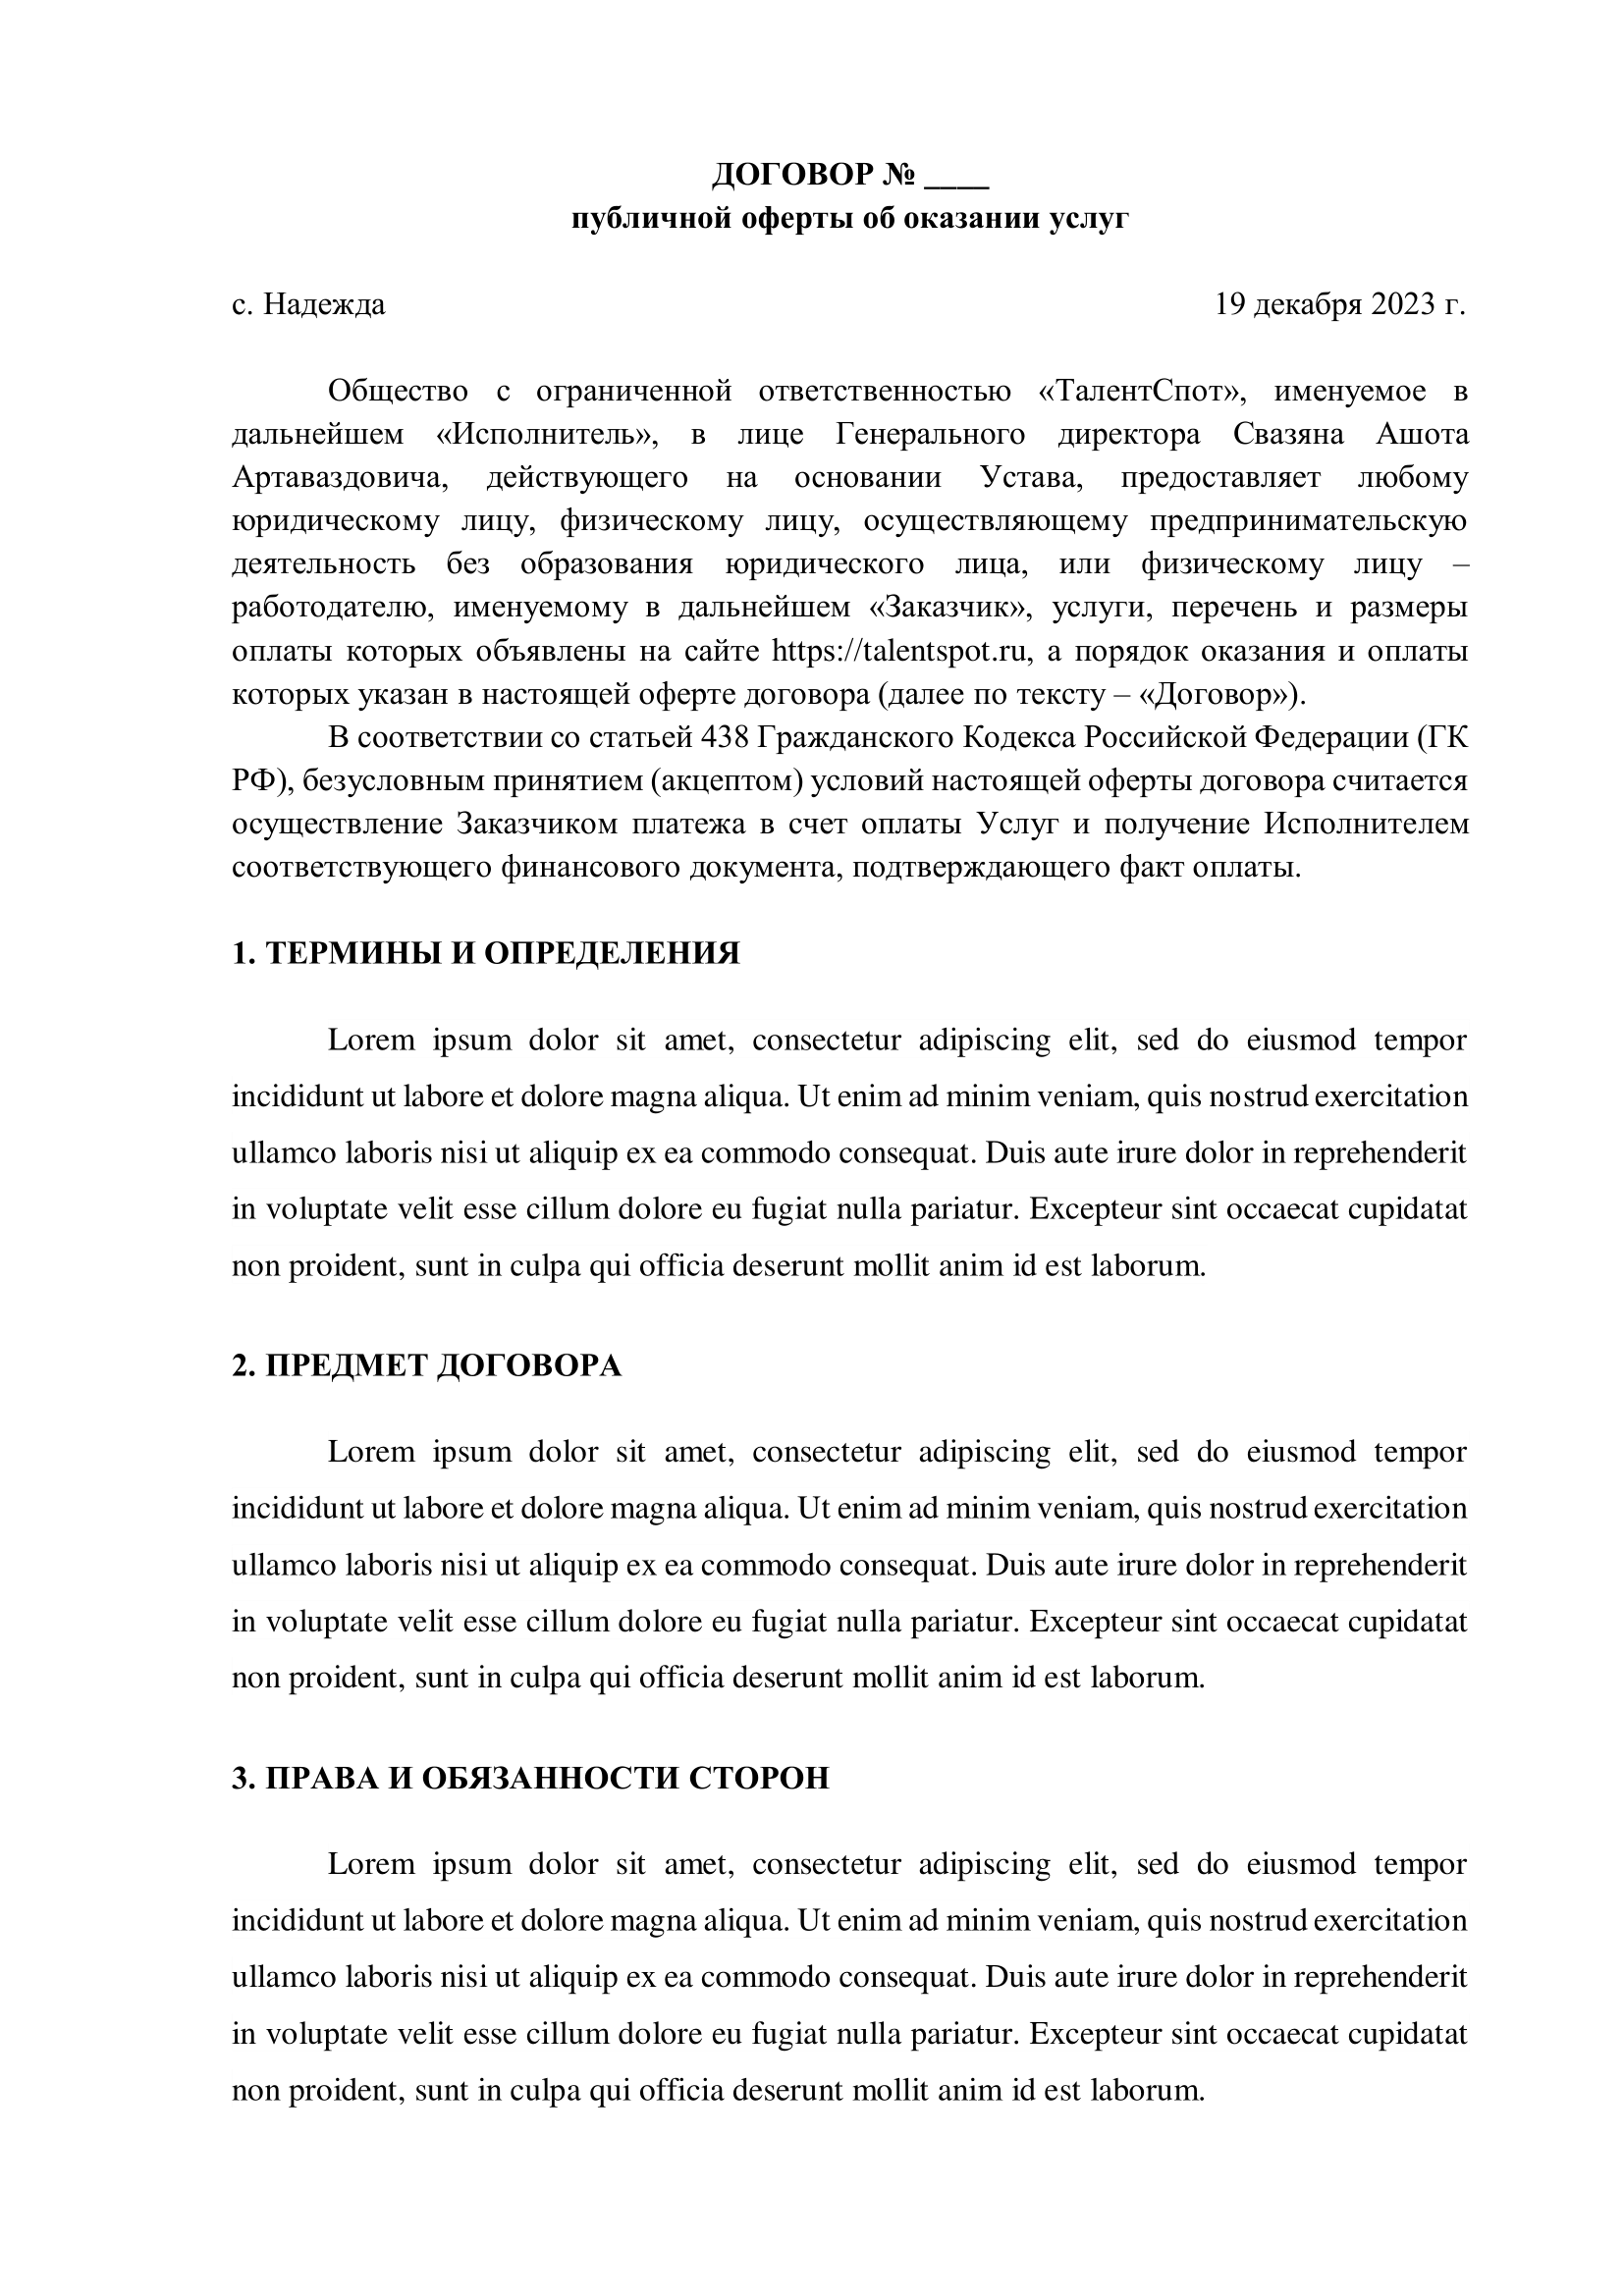 ДОГОВОР № ____
публичной оферты об оказании услуг
с. Надежда 19 декабря 2023 г.
Общество с ограниченной ответственностью «ТалентСпот», именуемое в
дальнейшем «Исполнитель», в лице Генерального директора Свазяна Ашота
Артаваздовича, действующего на основании Устава, предоставляет любому
юридическому лицу, физическому лицу, осуществляющему предпринимательскую
деятельность без образования юридического лица, или физическому лицу –
работодателю, именуемому в дальнейшем «Заказчик», услуги, перечень и размеры
оплаты которых объявлены на сайте https://talentspot.ru, а порядок оказания и оплаты
которых указан в настоящей оферте договора (далее по тексту – «Договор»).
В соответствии со статьей 438 Гражданского Кодекса Российской Федерации (ГК
РФ), безусловным принятием (акцептом) условий настоящей оферты договора считается
осуществление Заказчиком платежа в счет оплаты Услуг и получение Исполнителем
соответствующего финансового документа, подтверждающего факт оплаты.
1. ТЕРМИНЫ И ОПРЕДЕЛЕНИЯ
Lorem ipsum dolor sit amet, consectetur adipiscing elit, sed do eiusmod tempor
incididunt ut labore et dolore magna aliqua. Ut enim ad minim veniam, quis nostrud exercitation
ullamco laboris nisi ut aliquip ex ea commodo consequat. Duis aute irure dolor in reprehenderit
in voluptate velit esse cillum dolore eu fugiat nulla pariatur. Excepteur sint occaecat cupidatat
non proident, sunt in culpa qui officia deserunt mollit anim id est laborum.
2. ПРЕДМЕТ ДОГОВОРА
Lorem ipsum dolor sit amet, consectetur adipiscing elit, sed do eiusmod tempor
incididunt ut labore et dolore magna aliqua. Ut enim ad minim veniam, quis nostrud exercitation
ullamco laboris nisi ut aliquip ex ea commodo consequat. Duis aute irure dolor in reprehenderit
in voluptate velit esse cillum dolore eu fugiat nulla pariatur. Excepteur sint occaecat cupidatat
non proident, sunt in culpa qui officia deserunt mollit anim id est laborum.
3. ПРАВА И ОБЯЗАННОСТИ СТОРОН
Lorem ipsum dolor sit amet, consectetur adipiscing elit, sed do eiusmod tempor
incididunt ut labore et dolore magna aliqua. Ut enim ad minim veniam, quis nostrud exercitation
ullamco laboris nisi ut aliquip ex ea commodo consequat. Duis aute irure dolor in reprehenderit
in voluptate velit esse cillum dolore eu fugiat nulla pariatur. Excepteur sint occaecat cupidatat
non proident, sunt in culpa qui officia deserunt mollit anim id est laborum.